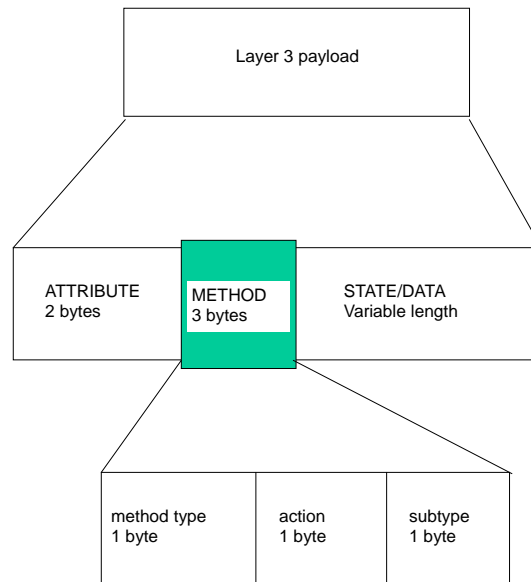 Layer 3 payload
ATTRIBUTE
2 bytes
METHOD
3 bytes
STATE/DATA
Variable length
method type
1 byte
action
1 byte
subtype
1 byte